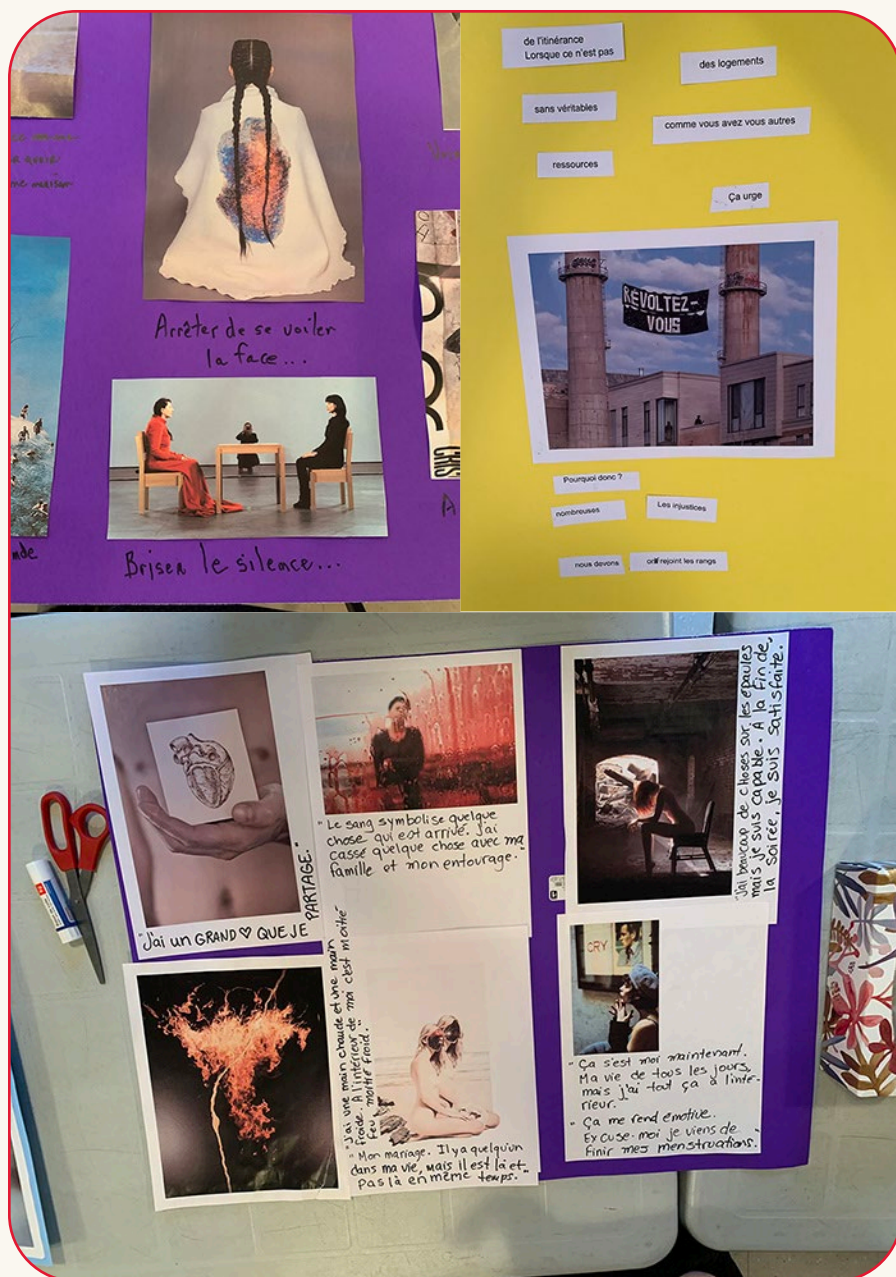 a avoir
Arrêter de se voiler
la face...
Brisen le silence...
A
de l'itinérance
Lorsque ce n'est pas
des logements
sans véritables
comme vous avez vous autres
ressources
Ça urge
RÉVOLTEZ-
VOUS
Pourquoi donc ?
nombreuses
Les injustices
nous devons
ont rejoint les rangs
"J'ai un GRAND ♡ QUE JE PARTAGE."
"Le sang symbolise quelque
chose qui est arrivé. J'ai
cassé quelque chose avec ma
famille et mon entourage."
"J'ai beaucoup de choses sur les épaules
mais je suis capable. À la fin de,
la soirée, je suis satisfaite.
"J'ai une main chaude et une main
froide. À l'intérieur de moi c'est moitié
feu moitié froid."
"Mon mariage. Il y a quelqu'un
dans ma vie, mais il est là et
pas là en même temps."
CRY
"Ça s'est moi maintenant.
Ma vie de tous les jours,
mais j'ai tout ça à l'inté-
rieur.
"Ça me rend émotive.
Excuse-moi je viens de
finir mes menstruations."